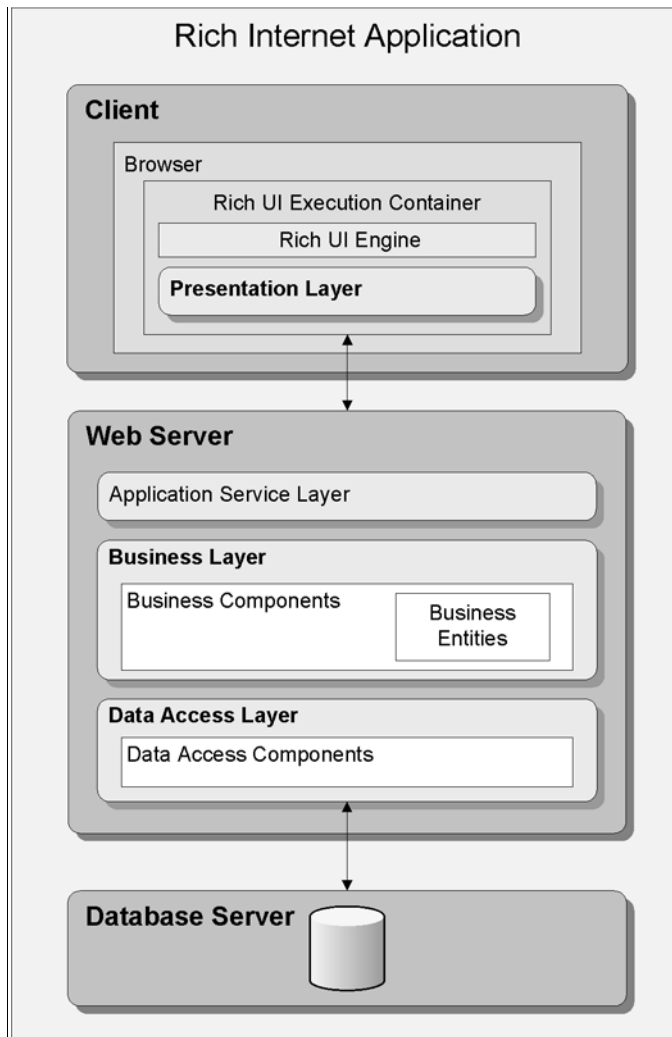 Rich Internet Application
Client
Browser
Rich UI Execution Container
Rich UI Engine
Presentation Layer
Web Server
Application Service Layer
Business Layer
Business Components
Business
Entities
Data Access Layer
Data Access Components
Database Server